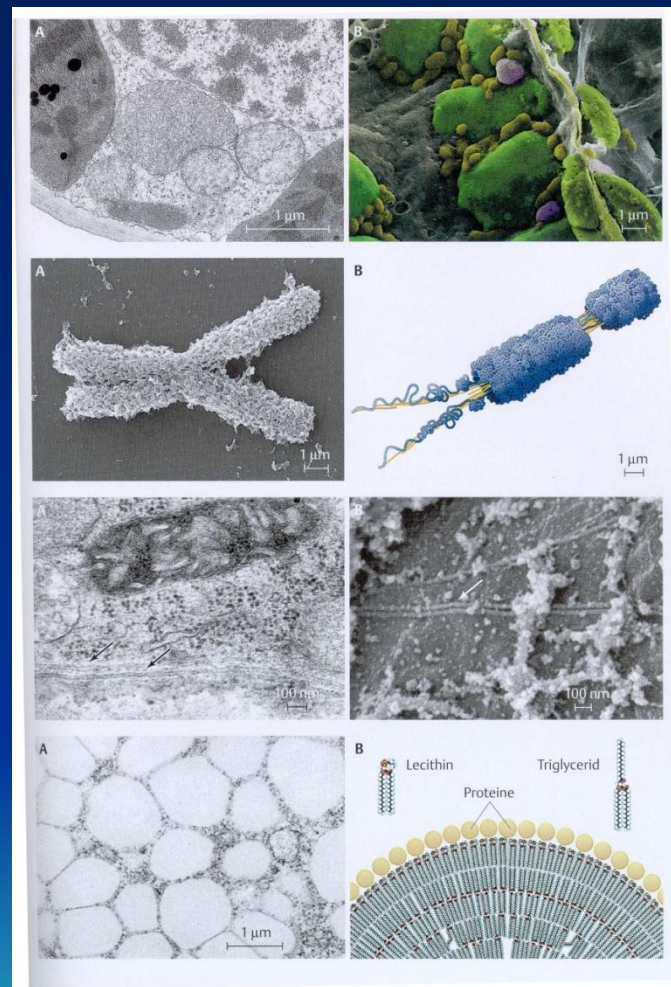 A
B
1 µm
1 µm
A
B
1 µm
1 µm
A
B
100 nm
100 nm
A
B
Lecithin
Triglycerid
Proteine
1 µm